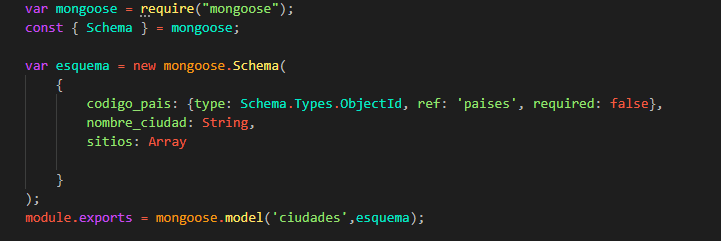 var mongoose = require("mongoose");
const { Schema } = mongoose;
var esquema = new mongoose.Schema(
{
codigo_pais: {type: Schema.Types.ObjectId, ref: 'paises', required: false},
nombre_ciudad: String,
sitios: Array
}
);
module.exports = mongoose.model('ciudades',esquema);